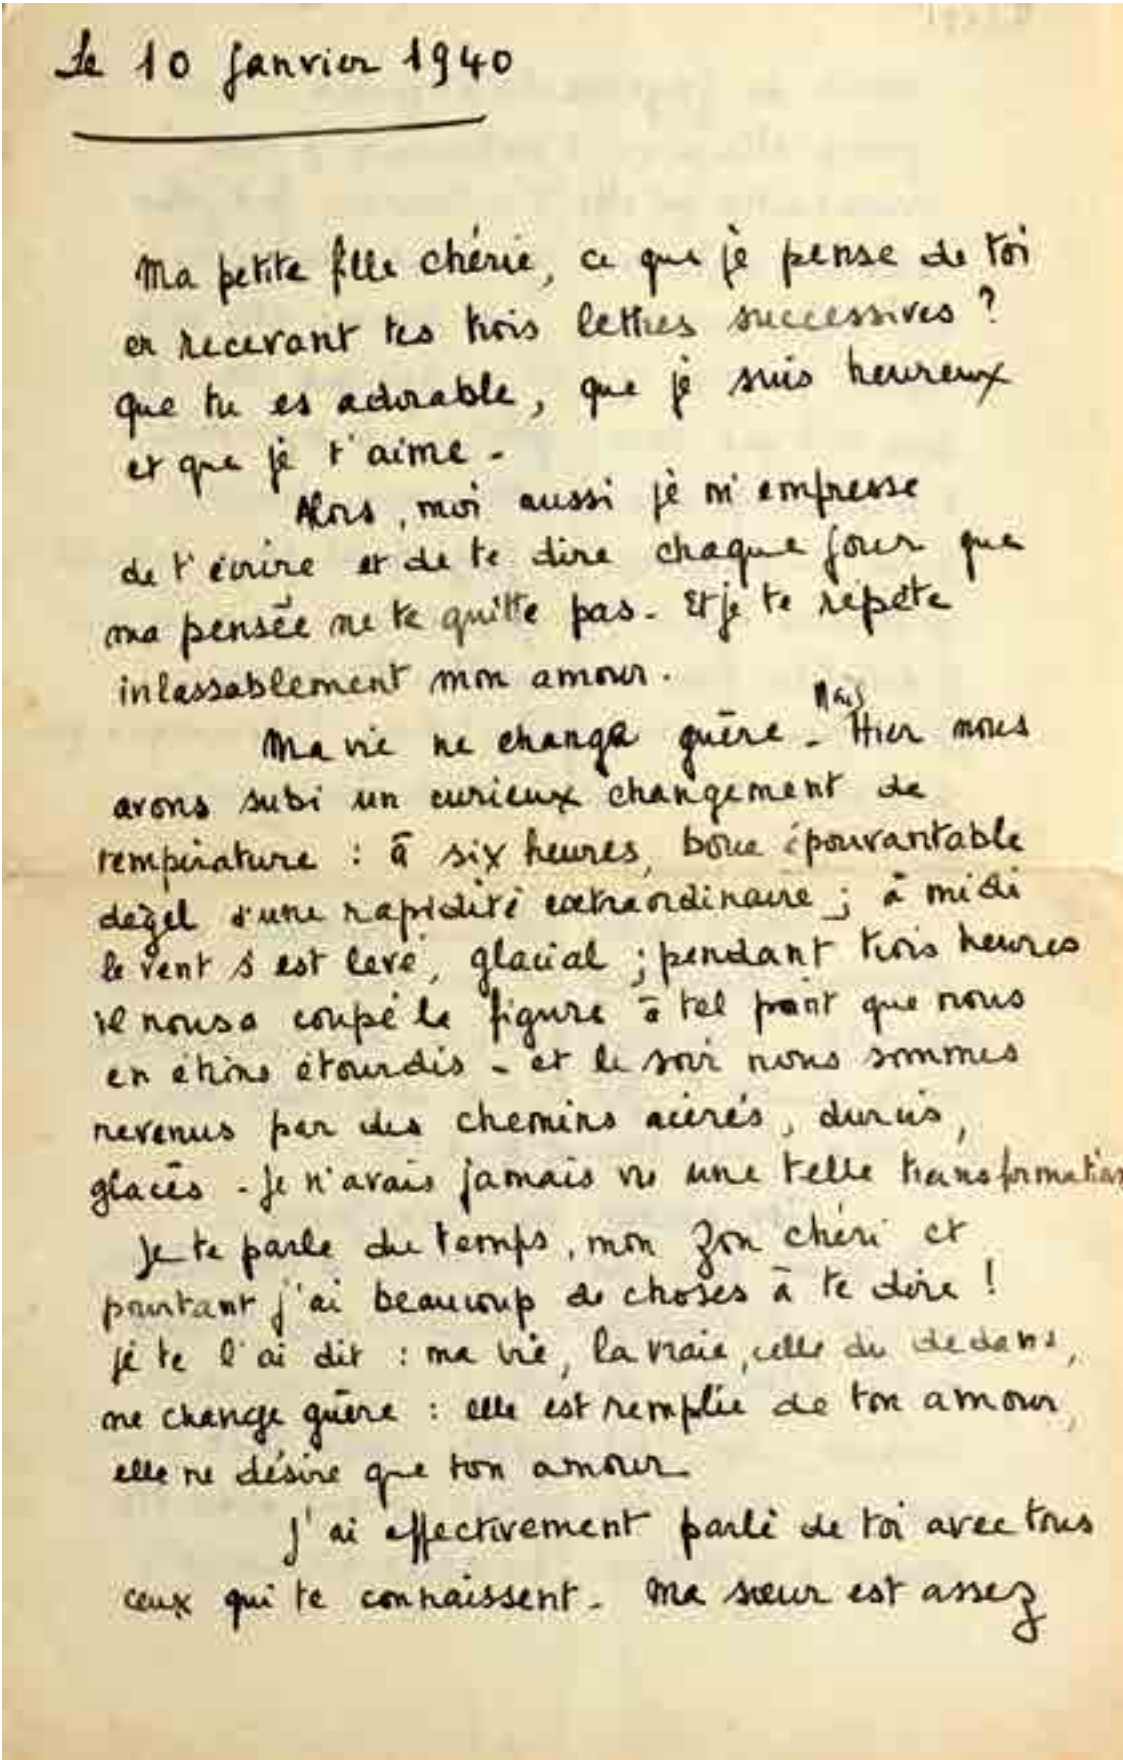 Le 10 Janvier 1940
Ma petite fille chérie, ce que je pense de toi
en recevant tes trois lettres successives ?
Que tu es adorable, que je suis heureux
et que je t'aime -
Alors, moi aussi je m'empresse
de t'écrire et de te dire chaque jour que
ma pensée ne te quitte pas - Et je te répète
inlassablement mon amour.
Mais
Ma vie ne change guère - Hier nous
avons subi un curieux changement de
température : à six heures, boue épouvantable
dégel d'une rapidité extraordinaire ; à midi
le vent s'est levé, glacial ; pendant trois heures
il nous a coupé la figure à tel point que nous
en étions étourdis - et le soir nous sommes
revenus par des chemins acérés, durcis,
glacés - Je n'avais jamais vu une telle transformation
Je te parle du temps, mon Zon chéri et
pourtant j'ai beaucoup de choses à te dire !
Je te l'ai dit : ma vie, la vraie, celle du dedans,
ne change guère : elle est remplie de ton amour,
elle ne désire que ton amour -
J'ai effectivement parlé de toi avec tous
ceux qui te connaissent - Ma sœur est assez